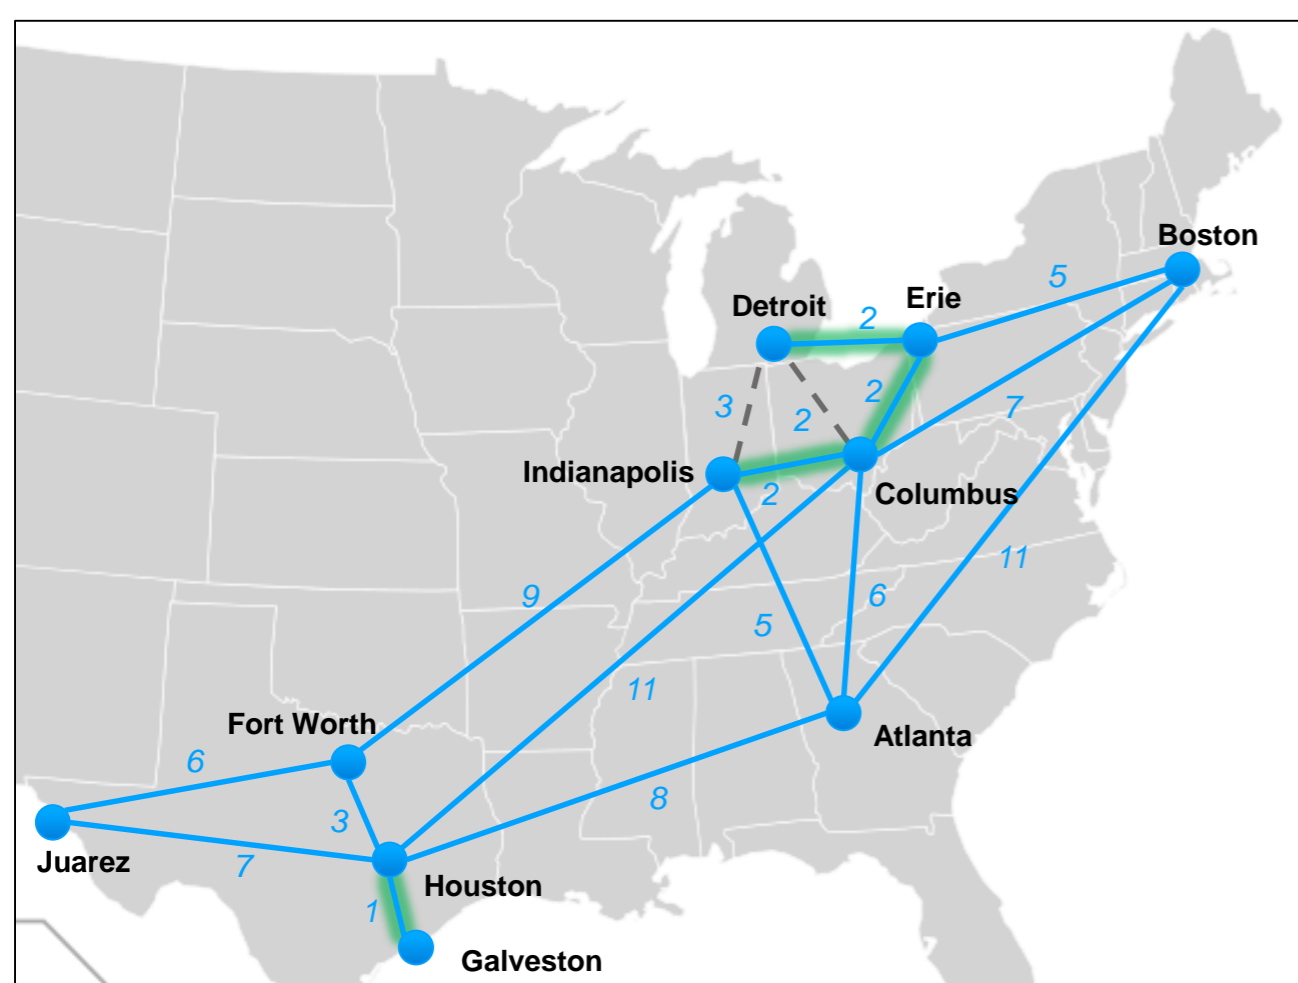 Boston
5
Erie
Detroit
2
2
3
2
7
Indianapolis
2
Columbus
11
9
6
5
11
Fort Worth
Atlanta
6
8
3
Juarez
7
Houston
1
Galveston